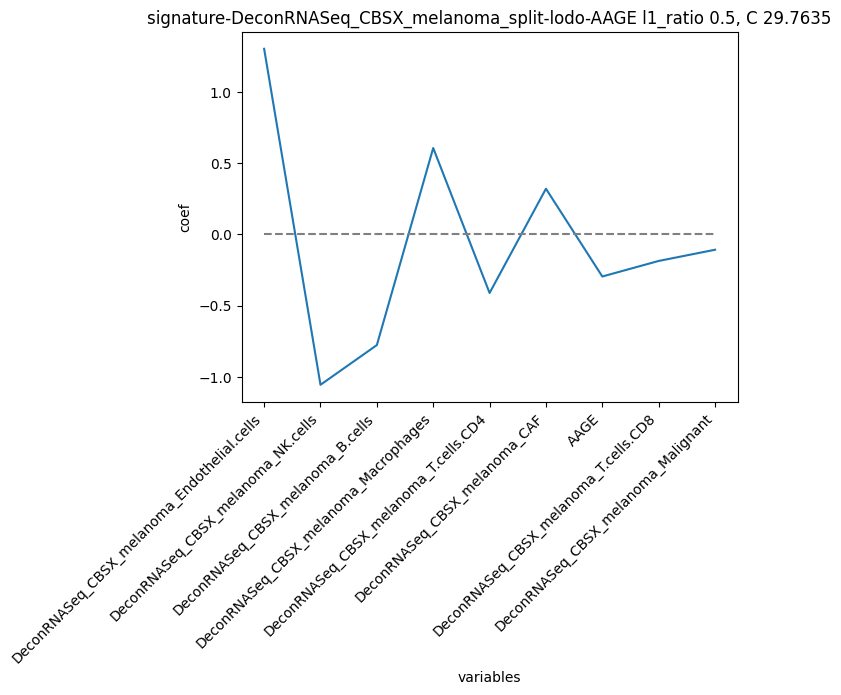 signature-DeconRNASeq_CBSX_melanoma_split-lodo-AAGE l1_ratio 0.5, C 29.7635
1.0
0.5
0.0
−0.5
−1.0
coef
DeconRNASeq_CBSX_melanoma_Endothelial.cells
DeconRNASeq_CBSX_melanoma_NK.cells
DeconRNASeq_CBSX_melanoma_B.cells
DeconRNASeq_CBSX_melanoma_Macrophages
DeconRNASeq_CBSX_melanoma_T.cells.CD4
DeconRNASeq_CBSX_melanoma_CAF
AAGE
DeconRNASeq_CBSX_melanoma_T.cells.CD8
DeconRNASeq_CBSX_melanoma_Malignant
variables